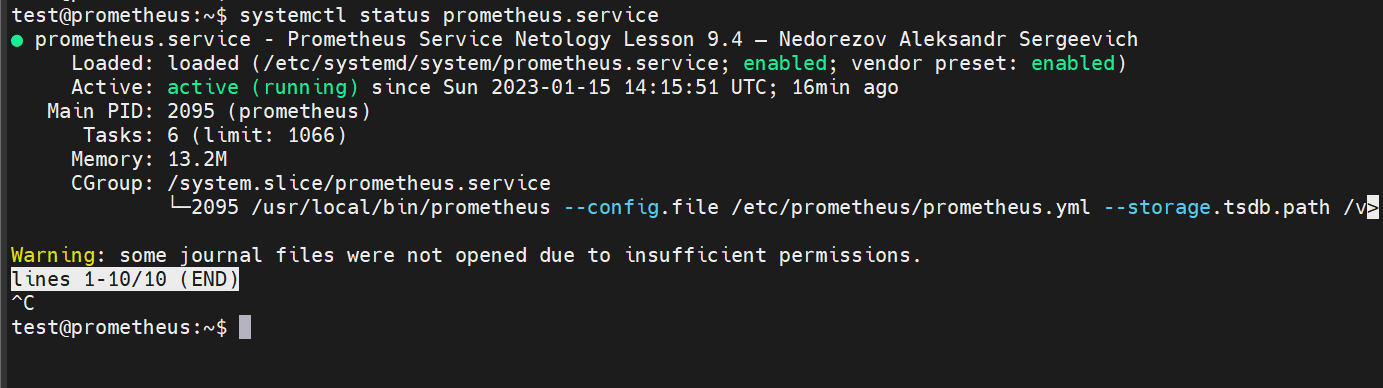 test@prometheus:~$ systemctl status prometheus.service
● prometheus.service - Prometheus Service Netology Lesson 9.4 — Nedorezov Aleksandr Sergeevich
Loaded: loaded (/etc/systemd/system/prometheus.service; enabled; vendor preset: enabled)
Active: active (running) since Sun 2023-01-15 14:15:51 UTC; 16min ago
Main PID: 2095 (prometheus)
Tasks: 6 (limit: 1066)
Memory: 13.2M
CGroup: /system.slice/prometheus.service
└─2095 /usr/local/bin/prometheus --config.file /etc/prometheus/prometheus.yml --storage.tsdb.path /v>
Warning: some journal files were not opened due to insufficient permissions.
lines 1-10/10 (END)
^C
test@prometheus:~$